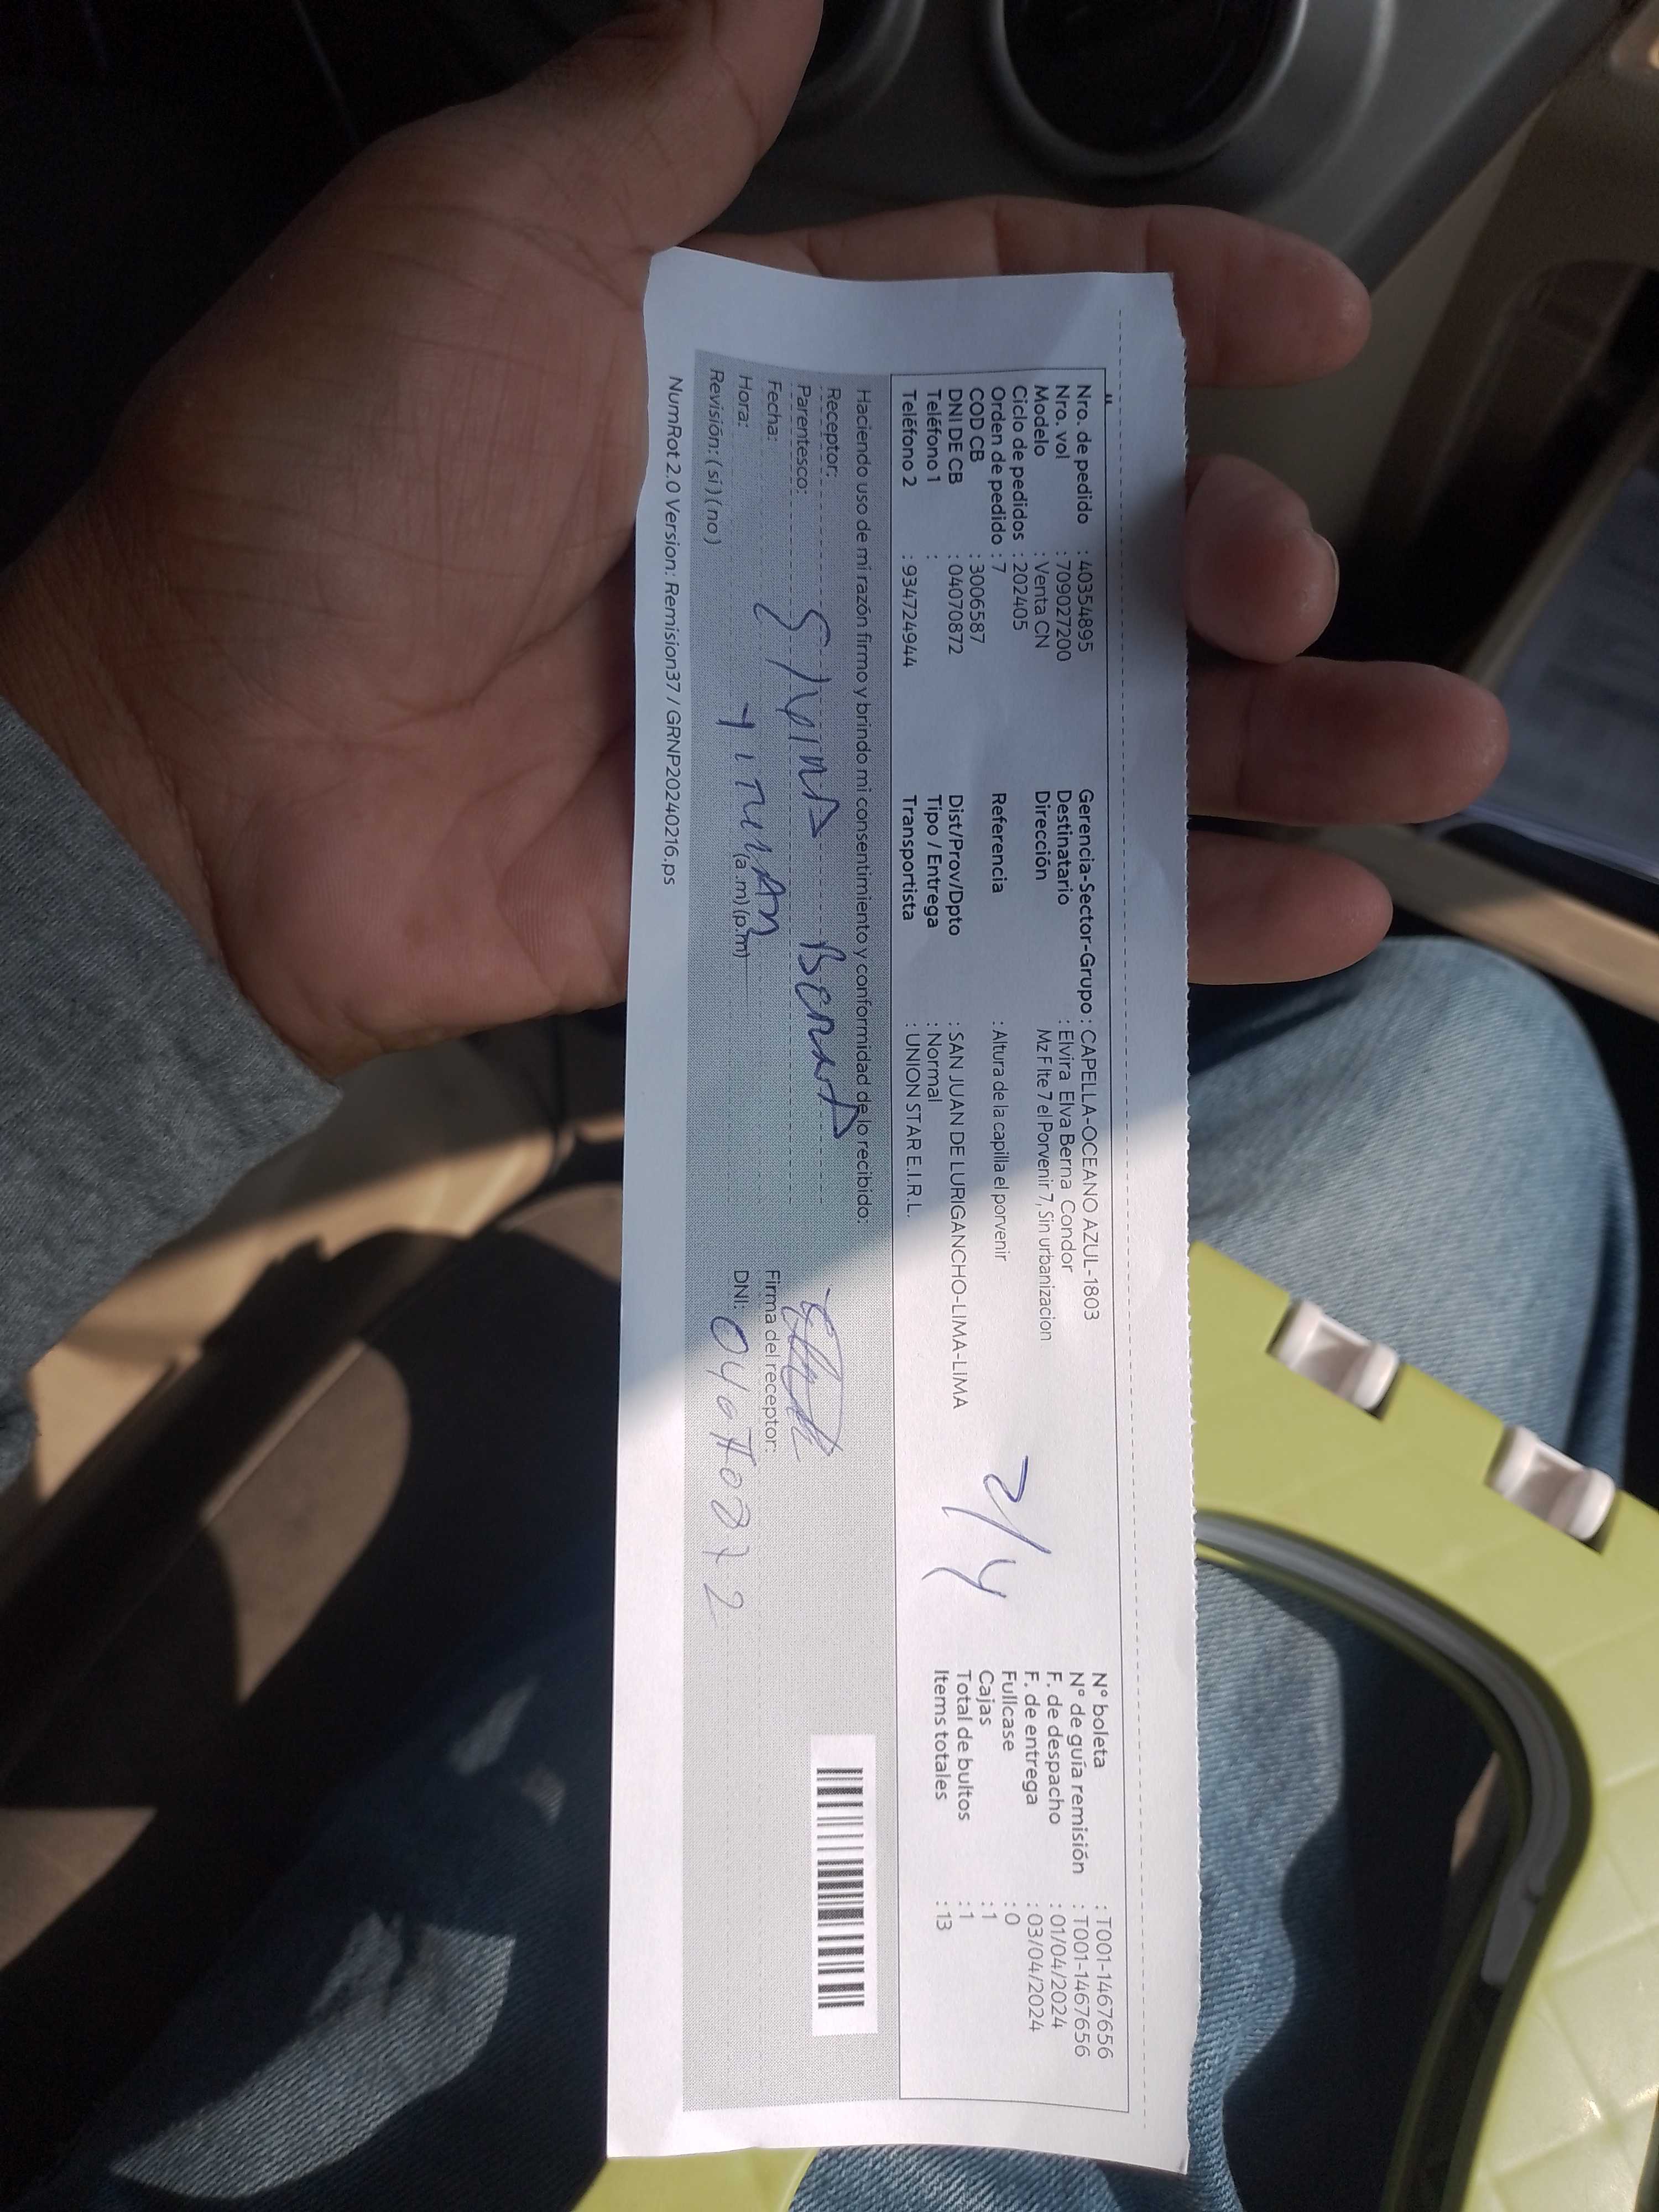 Nro. de pedido : 40354895
Nro. vol : 709027200
Modelo : Venta CN
Ciclo de pedidos : 202405
Orden de pedido : 7
COD CB : 3006587
DNI DE CB : 04070872
Teléfono 1 :
Teléfono 2 : 934724944
Gerencia-Sector-Grupo : CAPELLA-OCEANO AZUL-1803
Destinatario : Elvira Elva Berna Condor
Dirección Mz F lte 7 el Porvenir 7, Sin urbanizacion
Referencia : Altura de la capilla el porvenir
Dist/Prov/Dpto : SAN JUAN DE LURIGANCHO-LIMA-LIMA
Tipo / Entrega : Normal
Transportista : UNION STAR E.I.R.L.
2/4
N° boleta : T001-1467656
N° de guía remisión : T001-1467656
F. de despacho : 01/04/2024
F. de entrega : 03/04/2024
Fullcase : 0
Cajas : 1
Total de bultos : 1
Items totales : 13
Haciendo uso de mi razón firmo y brindo mi consentimiento y conformidad de lo recibido:
Receptor: Berna
Parentesco:
Fecha:
Hora: (a.m) (p.m)
Revisión: ( si ) ( no )
Firma del receptor:
DNI: 04070872
NumRot 2.0 Version: Remision37 / GRNP20240216.ps